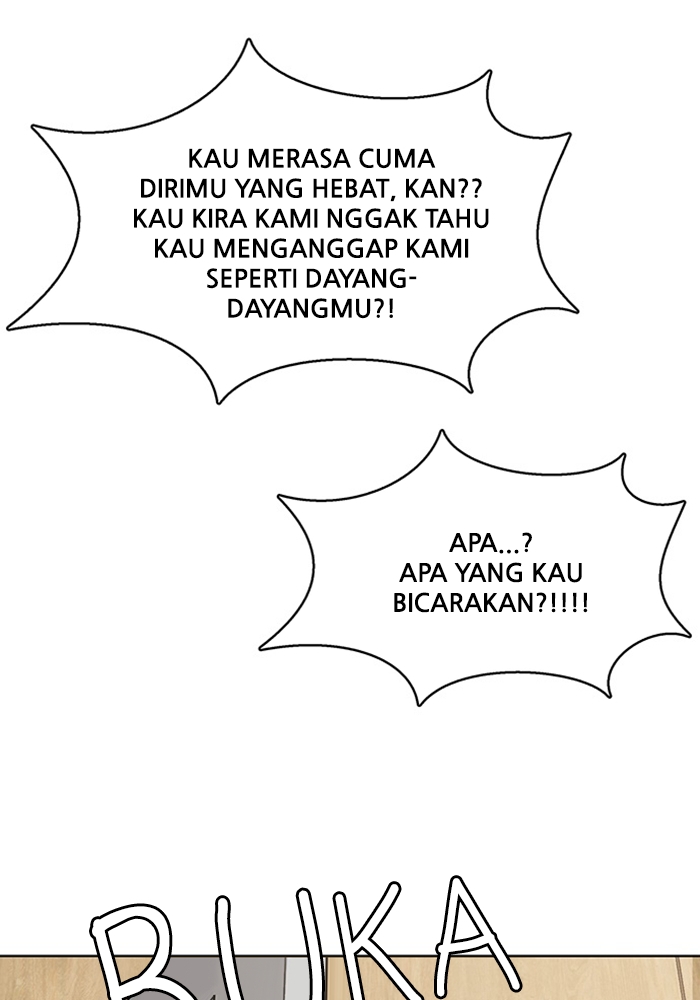 KAU MERASA CUMA
DIRIMU YANG HEBAT, KAN??
KAU KIRA KAMI NGGAK TAHU
KAU MENGANGGAP KAMI
SEPERTI DAYANG-
DAYANGMU?!
APA...?
APA YANG KAU
BICARAKAN?!!!!
BUKA